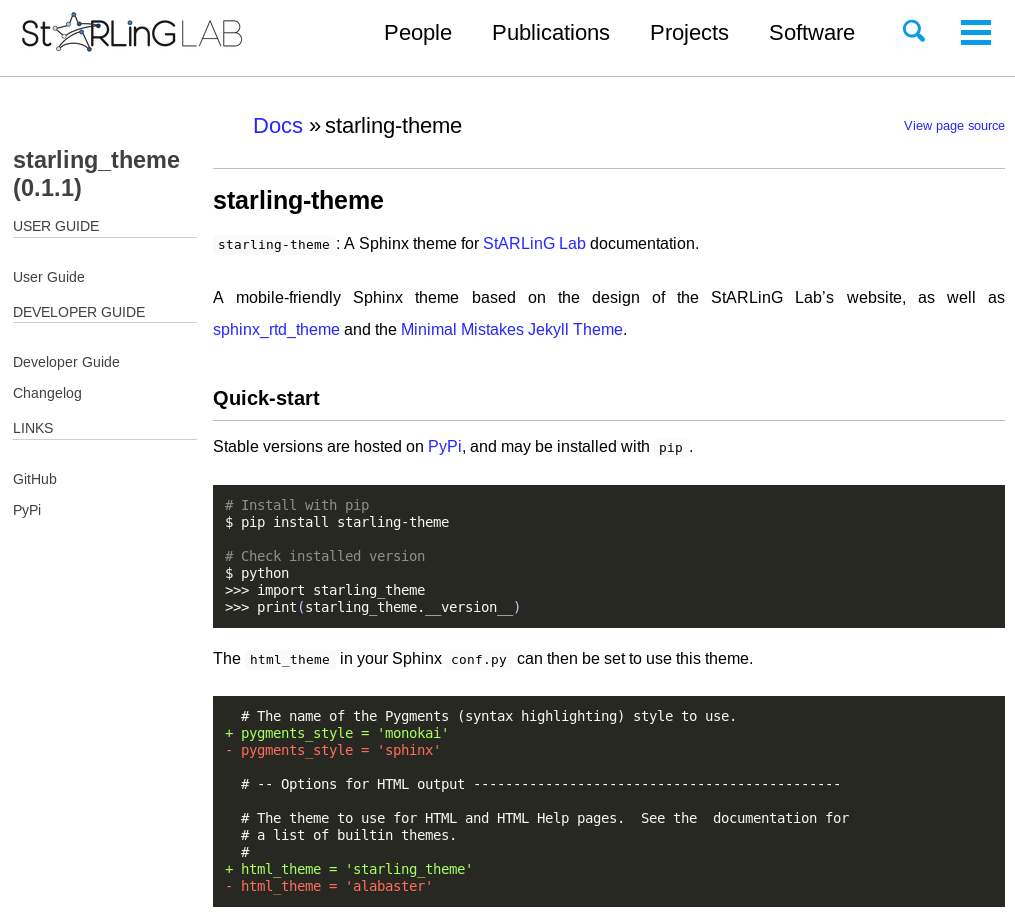 StARLinG LAB
People Publications Projects Software
Docs » starling-theme
View page source
starling_theme
(0.1.1)
USER GUIDE
User Guide
DEVELOPER GUIDE
Developer Guide
Changelog
LINKS
GitHub
PyPi
starling-theme
starling-theme : A Sphinx theme for StARLinG Lab documentation.
A mobile-friendly Sphinx theme based on the design of the StARLinG Lab’s website, as well as
sphinx_rtd_theme and the Minimal Mistakes Jekyll Theme.
Quick-start
Stable versions are hosted on PyPi, and may be installed with pip .
# Install with pip
$ pip install starling-theme
# Check installed version
$ python
>>> import starling_theme
>>> print(starling_theme.__version__)
The html_theme in your Sphinx conf.py can then be set to use this theme.
# The name of the Pygments (syntax highlighting) style to use.
+ pygments_style = 'monokai'
- pygments_style = 'sphinx'
# -- Options for HTML output ----------------------------------------------
# The theme to use for HTML and HTML Help pages.  See the  documentation for
# a list of builtin themes.
#
+ html_theme = 'starling_theme'
- html_theme = 'alabaster'